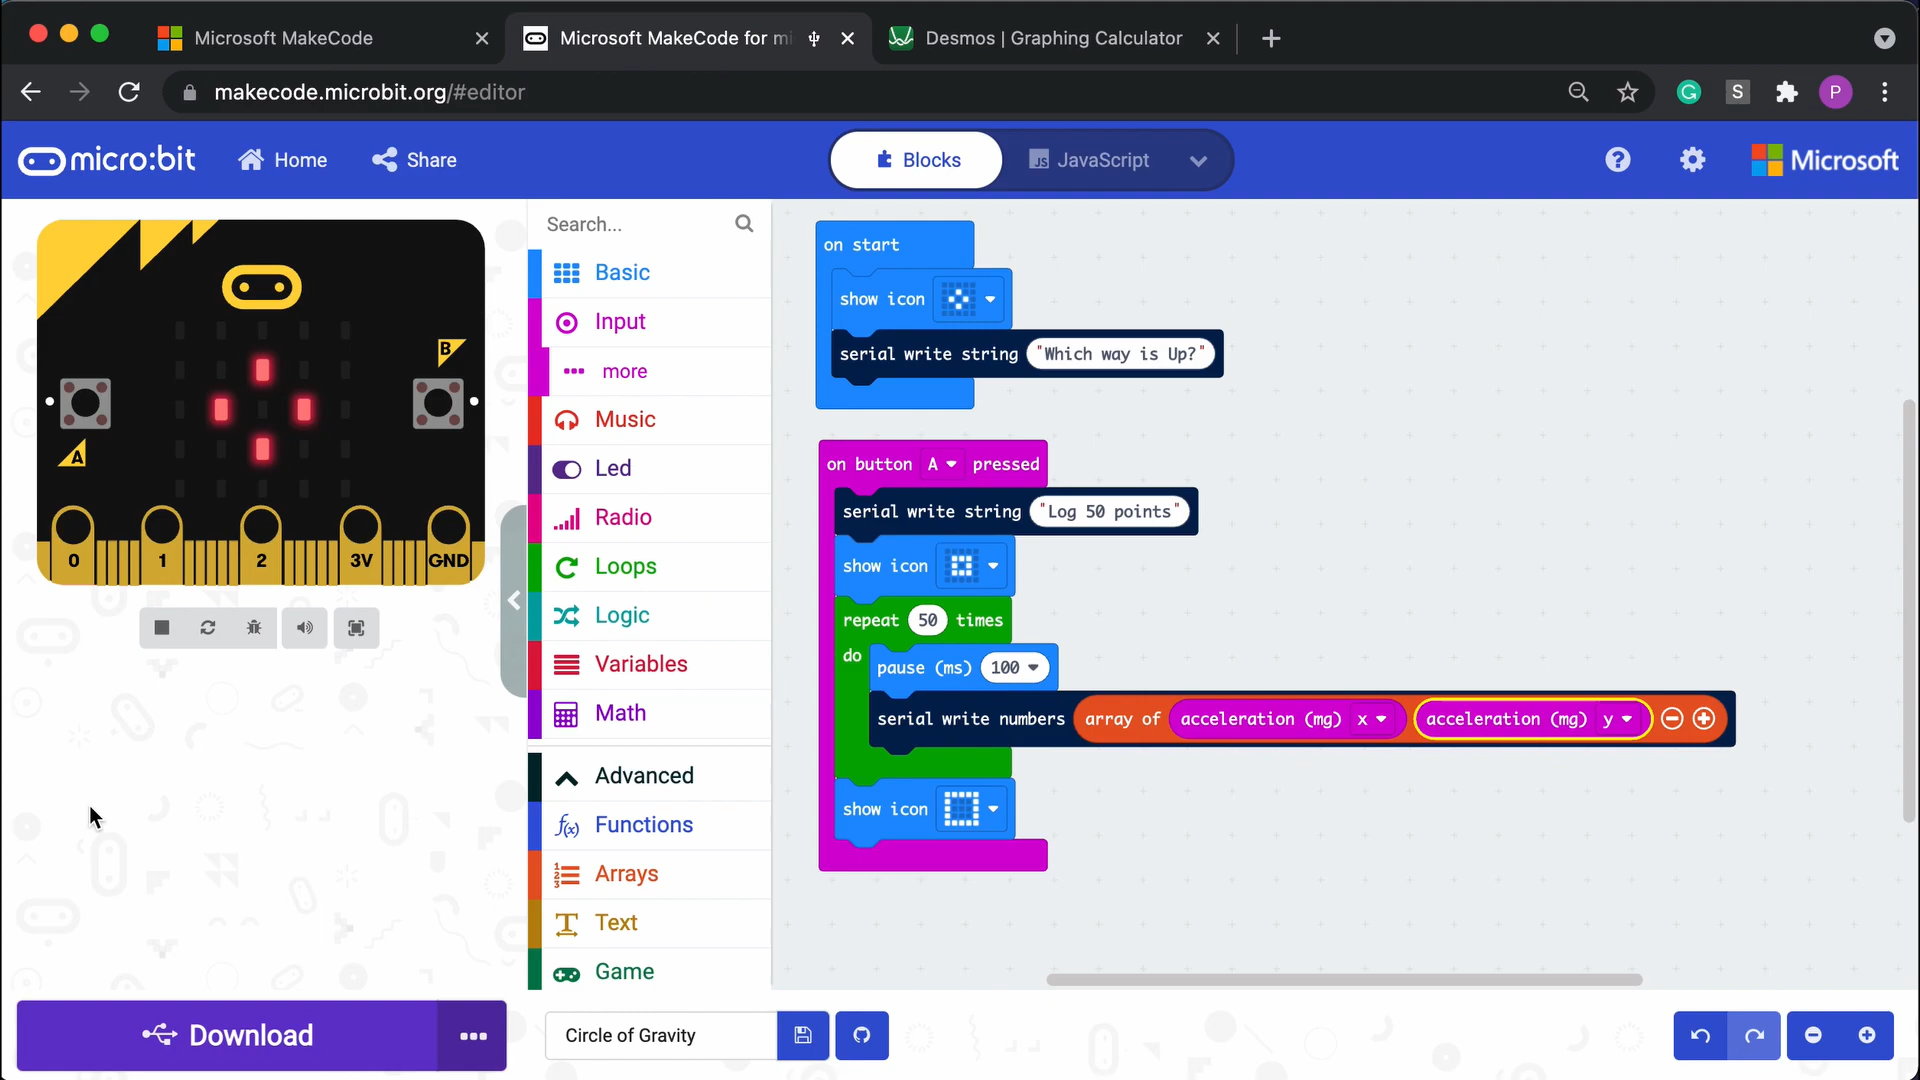 Microsoft MakeCode
Microsoft MakeCode for mi
Desmos | Graphing Calculator
makecode.microbit.org/#editor
G
S
P
micro:bit
Home
Share
Blocks
JS JavaScript
?
Microsoft
B
A
0
1
2
3V
GND
Search...
Basic
Input
more
Music
Led
Radio
Loops
Logic
Variables
Math
Advanced
f(x) Functions
Arrays
Text
Game
on start
show icon
serial write string "Which way is Up?"
on button A pressed
serial write string "Log 50 points"
show icon
repeat 50 times
do
pause (ms) 100
serial write numbers array of acceleration (mg) x acceleration (mg) y
show icon
Download
Circle of Gravity